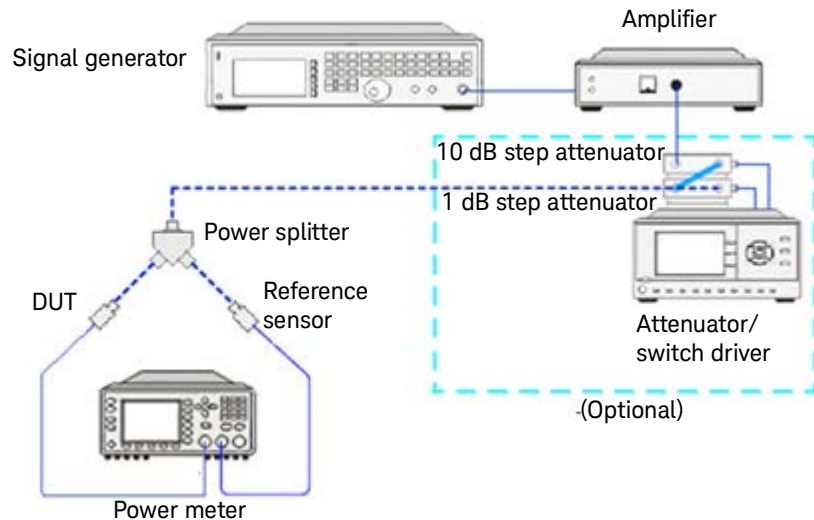 Amplifier
Signal generator
10 dB step attenuator
1 dB step attenuator
Power splitter
DUT
Reference
sensor
Attenuator/
switch driver
-(Optional)
Power meter